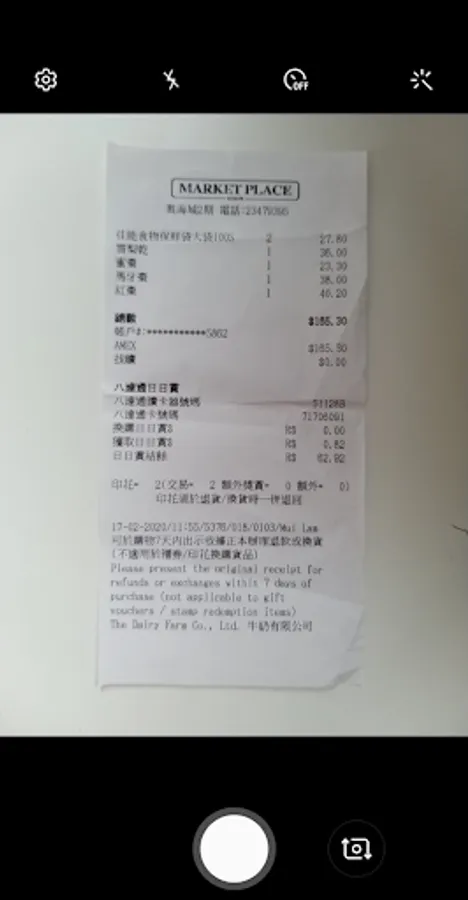 OFF
MARKET PLACE
奧海城2期 電話:23479395
佳能食物保鮮袋大袋100s 2 27.80
雪梨乾 1 36.00
蜜棗 1 23.30
馬牙棗 1 38.00
紅棗 1 40.20
總數 $165.30
帳戶#:***********5802
AMEX $165.30
找續 $0.00
八達通日日賞
八達通讀卡器號碼 511289
八達通卡號碼 71706091
換購日日賞$ R$ 0.00
獲取日日賞$ R$ 0.82
日日賞結餘 R$ 62.92
印花= 2(交易= 2 額外獎賞= 0 額外= 0)
印花須於退貨/換貨時一併退回
17-02-2020/11:55/5378/018/0103/Mui Lam
可於購物7天內出示收據正本辦理退款或換貨
(不適用於禮券/印花換購貨品)
Please present the original receipt for
refunds or exchanges within 7 days of
purchase (not applicable to gift
vouchers / stamp redemption items)
The Dairy Farm Co., Ltd. 牛奶有限公司